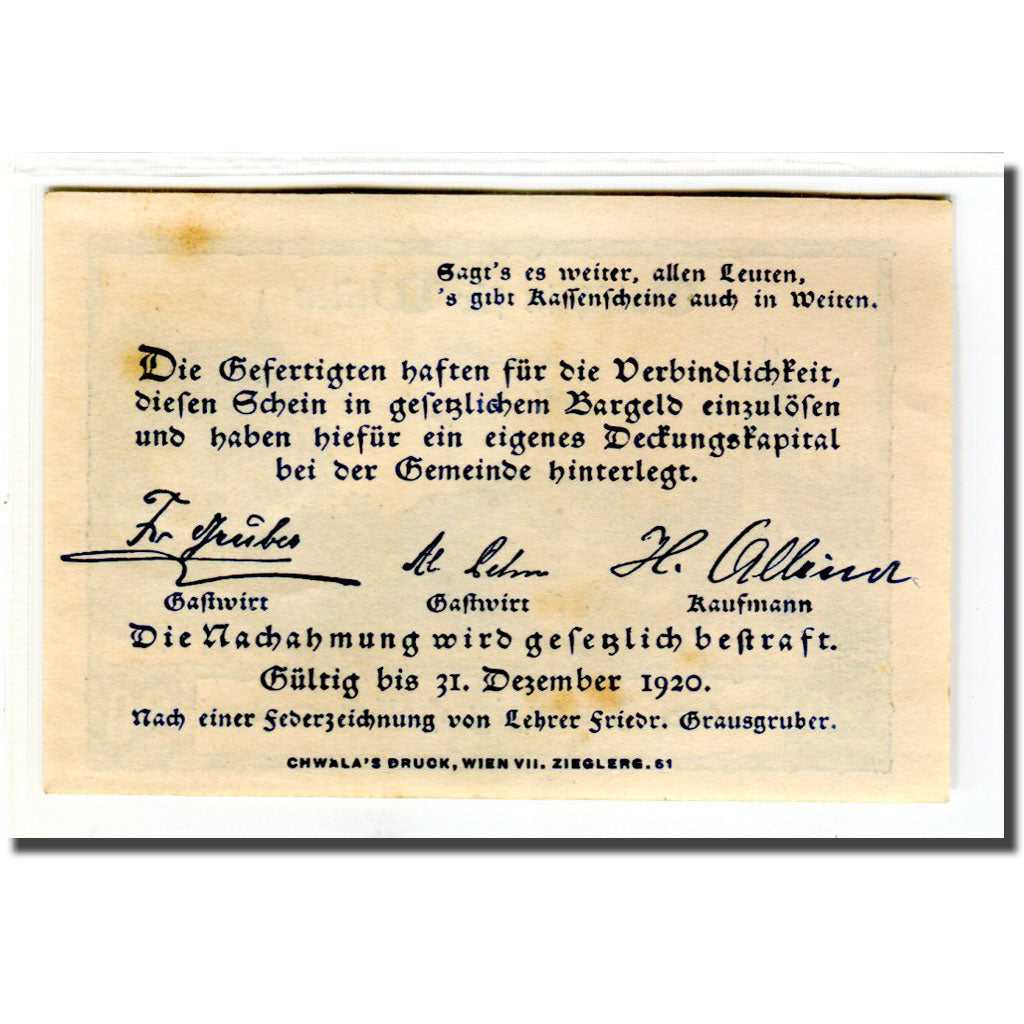 Sagt's es weiter, allen Leuten,
's gibt Kassenscheine auch in Weiten.
Die Gefertigten haften für die Verbindlichkeit,
diesen Schein in gesetzlichem Bargeld einzulösen
und haben hiefür ein eigenes Deckungskapital
bei der Gemeinde hinterlegt.
Fr. Gruber H. Allina
Gastwirt Gastwirt Kaufmann
Die Nachahmung wird gesetzlich bestraft.
Gültig bis 31. Dezember 1920.
Nach einer Federzeichnung von Lehrer Friedr. Grausgruber.
CHWALA'S DRUCK, WIEN VII. ZIEGLERG. 61